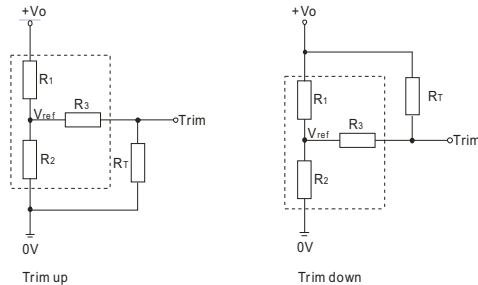 +Vo
R1
Vref
R3
Trim
R2
RT
0V
Trim up
+Vo
R1
RT
Vref
R3
Trim
R2
0V
Trim down